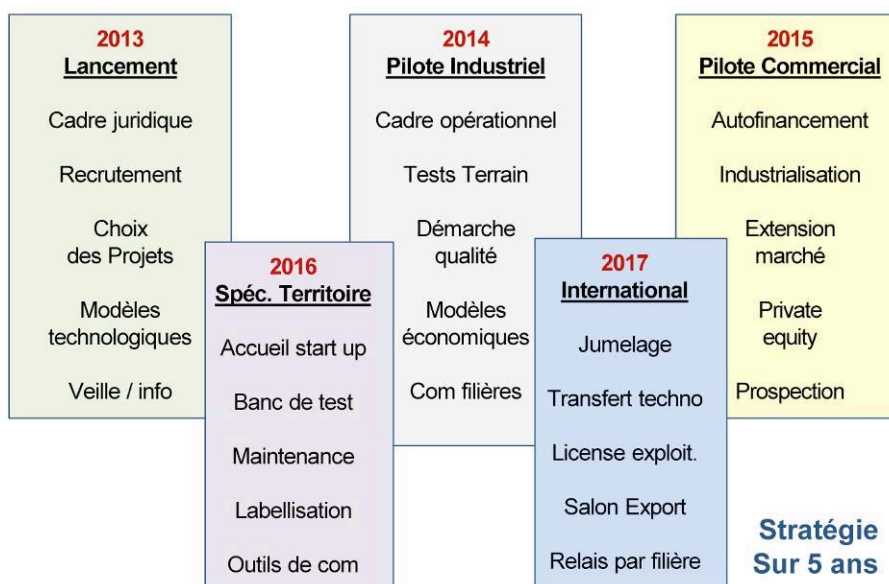 2013
Lancement
Cadre juridique
Recrutement
Choix
des Projets
Modèles
technologiques
Veille / info
2014
Pilote Industriel
Cadre opérationnel
Tests Terrain
Démarche
qualité
Modèles
économiques
Com filières
2015
Pilote Commercial
Autofinancement
Industrialisation
Extension
marché
Private
equity
Prospection
2016
Spéc. Territoire
Accueil start up
Banc de test
Maintenance
Labellisation
Outils de com
2017
International
Jumelage
Transfert techno
License exploit.
Salon Export
Relais par filière
Stratégie
Sur 5 ans